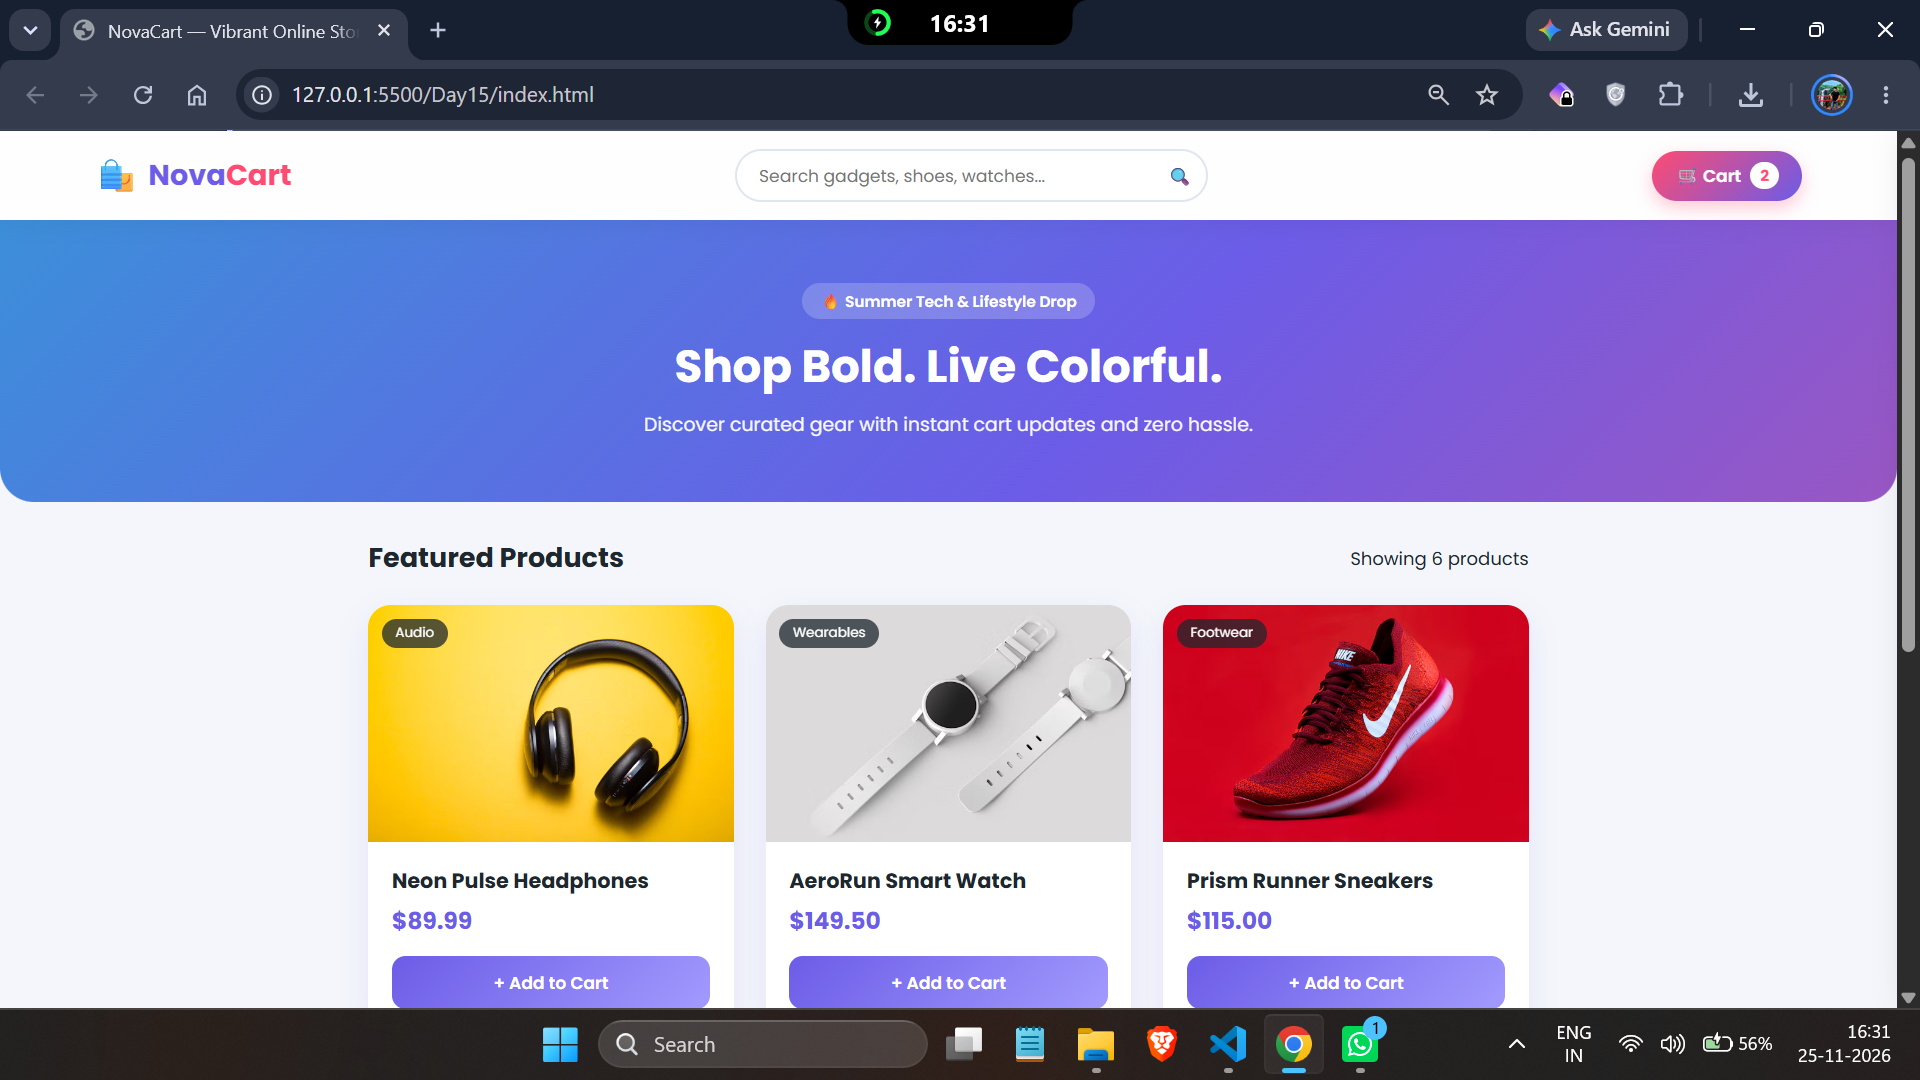 NovaCart — Vibrant Online Sto
16:31
Ask Gemini
127.0.0.1:5500/Day15/index.html
NovaCart
Search gadgets, shoes, watches...
Cart 2
Summer Tech & Lifestyle Drop
Shop Bold. Live Colorful.
Discover curated gear with instant cart updates and zero hassle.
Featured Products
Showing 6 products
Audio
Wearables
Footwear
NIKE
Neon Pulse Headphones
AeroRun Smart Watch
Prism Runner Sneakers
$89.99
$149.50
$115.00
+ Add to Cart
+ Add to Cart
+ Add to Cart
Search
1
ENG
IN
56%
16:31
25-11-2026